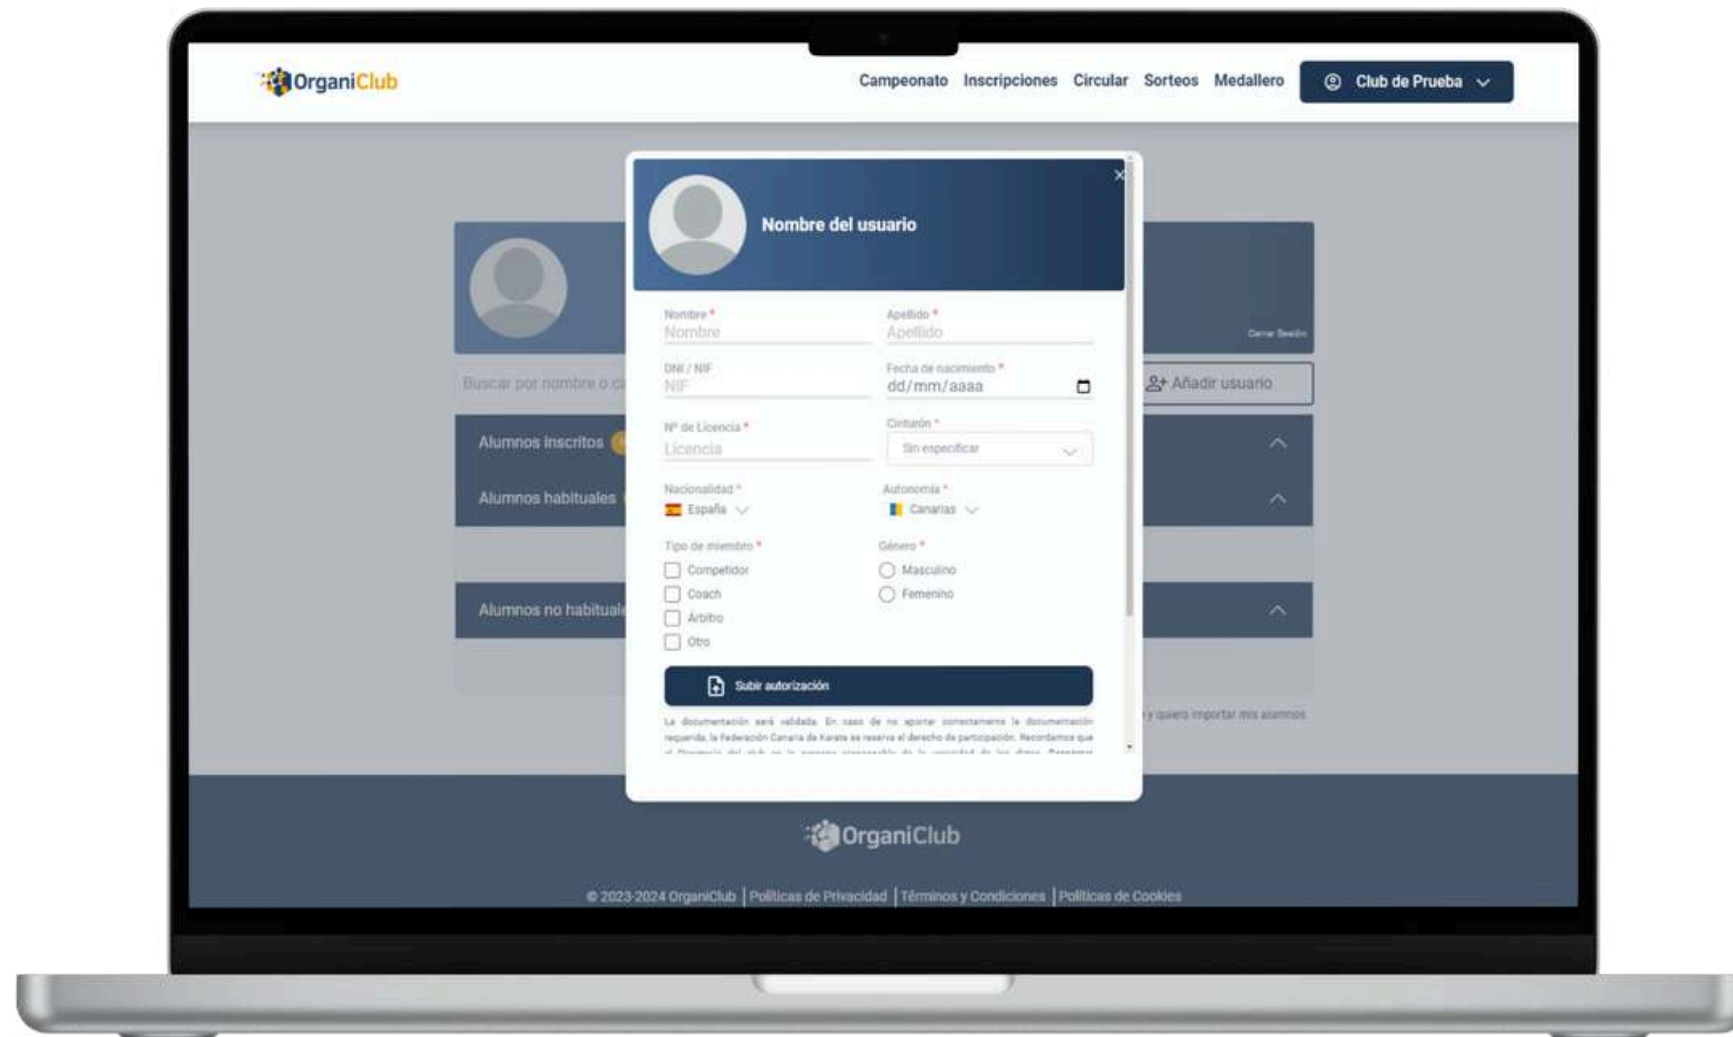 OrganiClub
Campeonato Inscripciones Circular Sorteos Medallero Club de Prueba
Nombre del usuario
Cerrar Sesión
Buscar por nombre o
Añadir usuario
Alumnos inscritos
Alumnos habituales
Alumnos no
Nombre * Apellido *
Nombre Apellido
DNI / NIF Fecha de nacimiento *
NIF dd/mm/aaaa
Nº de Licencia * Cinturón *
Licencia Sin especificar
Nacionalidad * Autonomía *
España Canarias
Tipo de miembro * Género *
Competidor Masculino
Coach Femenino
Árbitro
Otro
Subir autorización
La documentación será validada. En caso de no aportar correctamente la documentación
requerida, la Federación Canaria de Karate se reserva el derecho de participación. Recordamos que
y quiero importar mis alumnos
OrganiClub
© 2023-2024 OrganiClub | Políticas de Privacidad | Términos y Condiciones | Políticas de Cookies